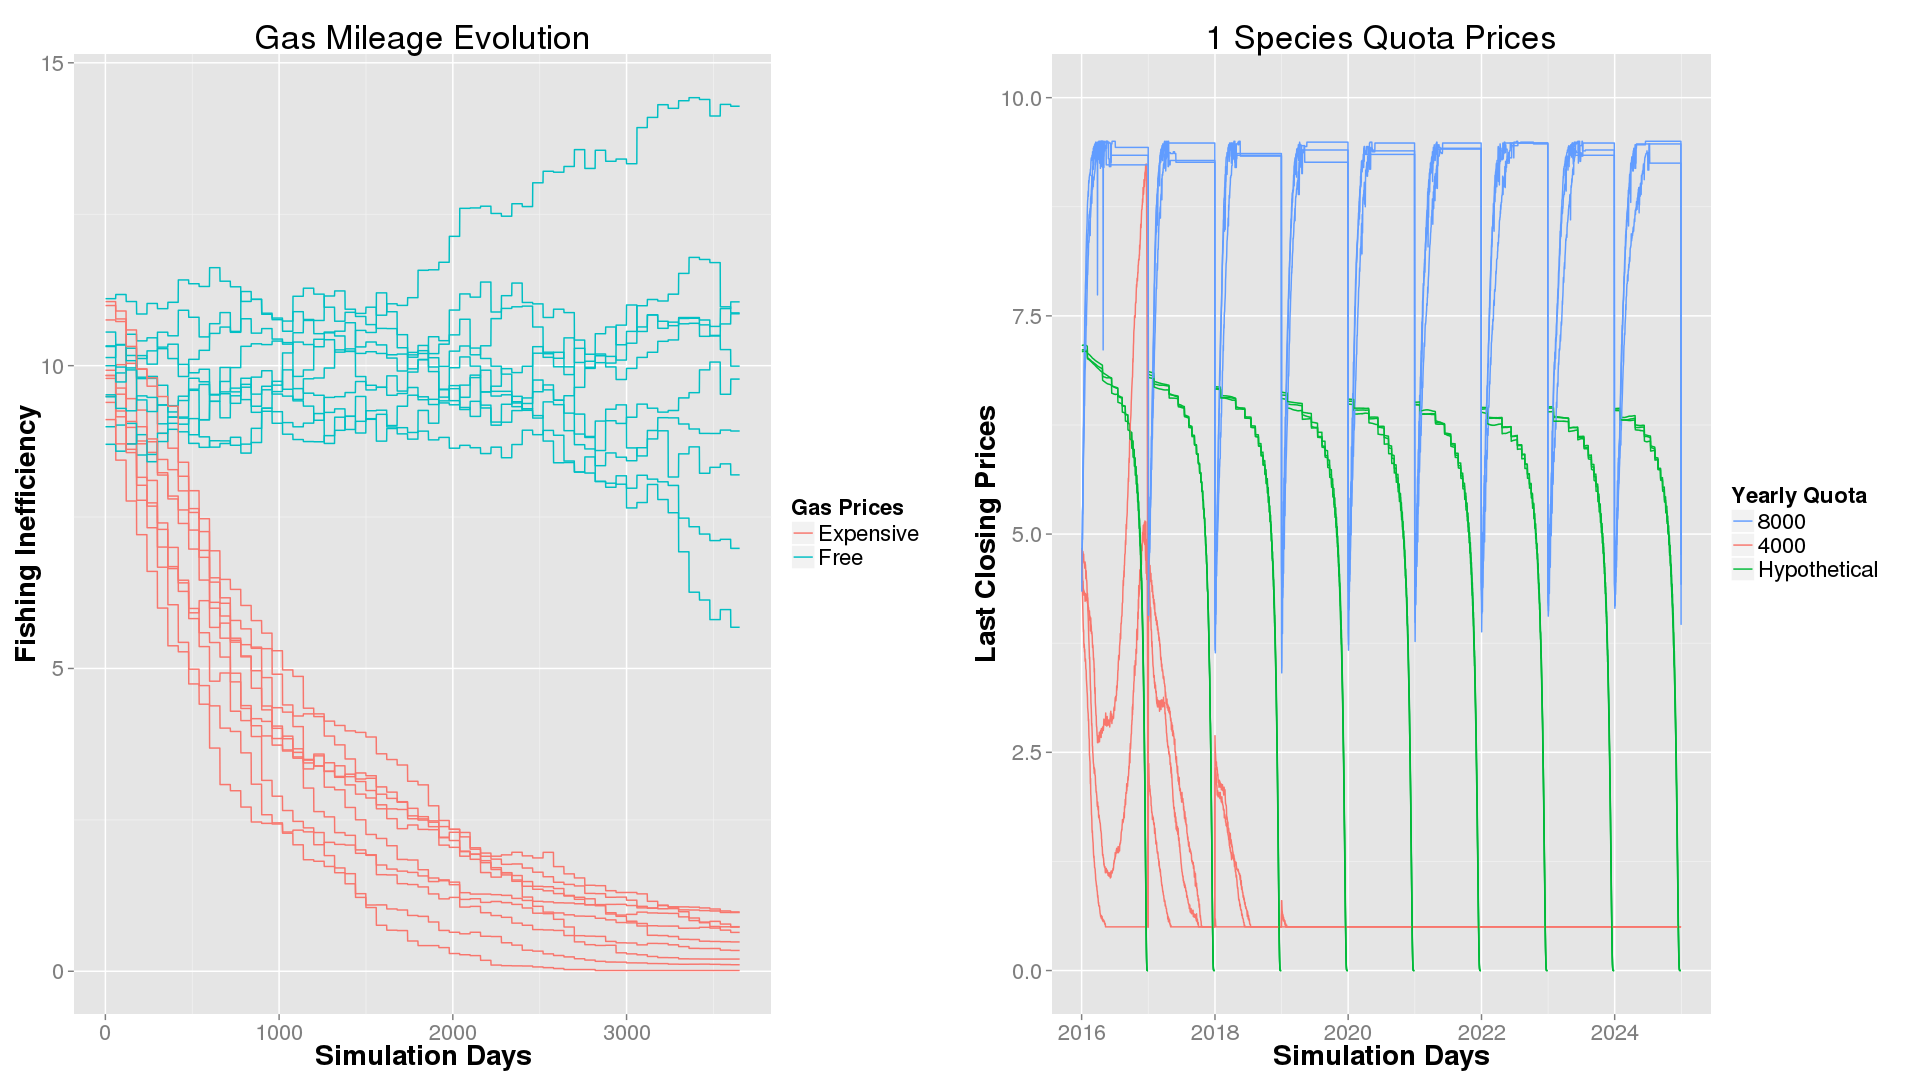 Gas Mileage Evolution
Fishing Inefficiency
15
10
5
0
0 1000 2000 3000
Simulation Days
Gas Prices
Expensive
Free
1 Species Quota Prices
Last Closing Prices
10.0
7.5
5.0
2.5
0.0
2016 2018 2020 2022 2024
Simulation Days
Yearly Quota
8000
4000
Hypothetical